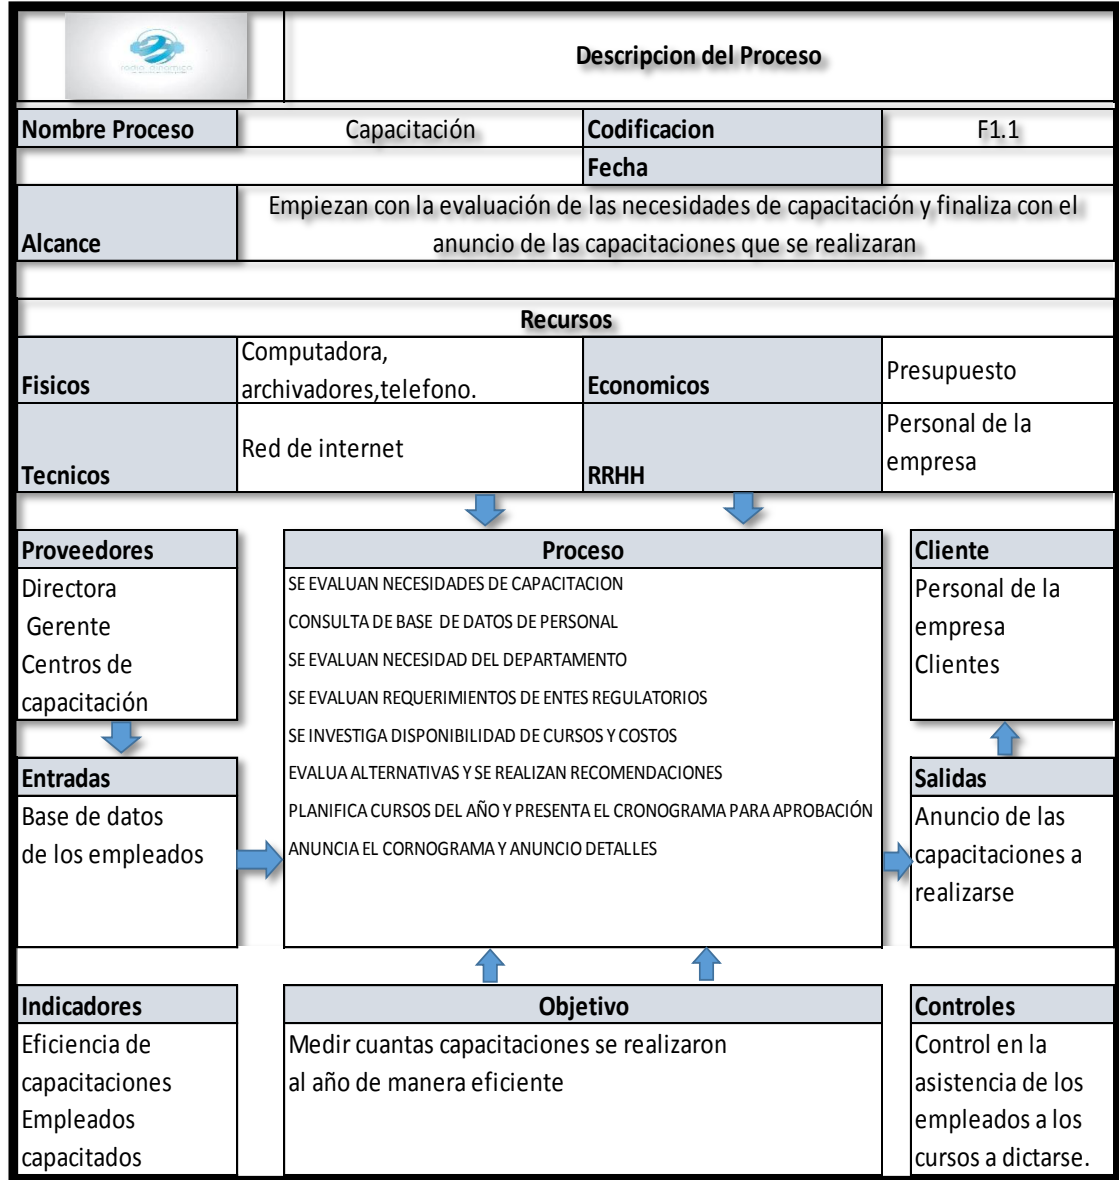 radio dinamica
Descripcion del Proceso
Nombre Proceso
Capacitación
Codificacion
F1.1
Fecha
Alcance
Empiezan con la evaluación de las necesidades de capacitación y finaliza con el
anuncio de las capacitaciones que se realizaran
Recursos
Fisicos
Computadora,
archivadores,telefono.
Economicos
Presupuesto
Tecnicos
Red de internet
RRHH
Personal de la
empresa
Proveedores
Directora
Gerente
Centros de
capacitación
Entradas
Base de datos
de los empleados
Proceso
SE EVALUAN NECESIDADES DE CAPACITACION
CONSULTA DE BASE DE DATOS DE PERSONAL
SE EVALUAN NECESIDAD DEL DEPARTAMENTO
SE EVALUAN REQUERIMIENTOS DE ENTES REGULATORIOS
SE INVESTIGA DISPONIBILIDAD DE CURSOS Y COSTOS
EVALUA ALTERNATIVAS Y SE REALIZAN RECOMENDACIONES
PLANIFICA CURSOS DEL AÑO Y PRESENTA EL CRONOGRAMA PARA APROBACIÓN
ANUNCIA EL CORNOGRAMA Y ANUNCIO DETALLES
Cliente
Personal de la
empresa
Clientes
Salidas
Anuncio de las
capacitaciones a
realizarse
Indicadores
Eficiencia de
capacitaciones
Empleados
capacitados
Objetivo
Medir cuantas capacitaciones se realizaron
al año de manera eficiente
Controles
Control en la
asistencia de los
empleados a los
cursos a dictarse.